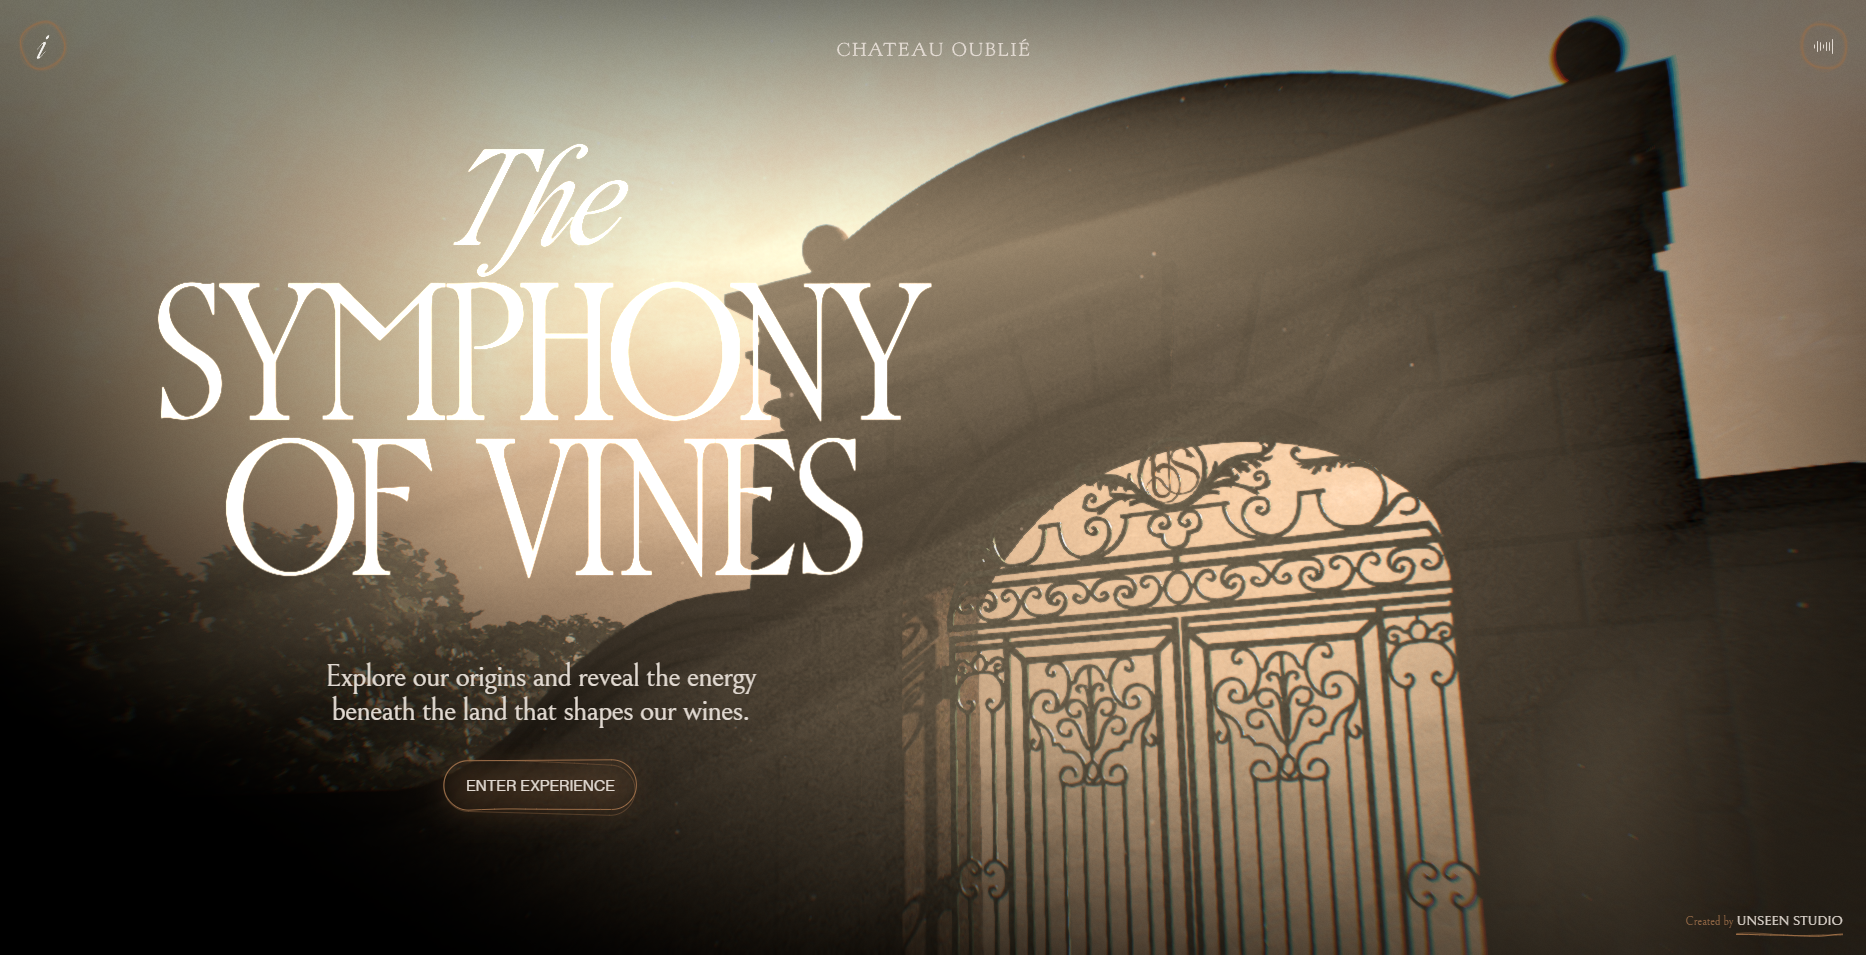 i
CHATEAU OUBLIÉ
The
SYMPHONY
OF VINES
Explore our origins and reveal the energy
beneath the land that shapes our wines.
ENTER EXPERIENCE
Created by UNSEEN STUDIO